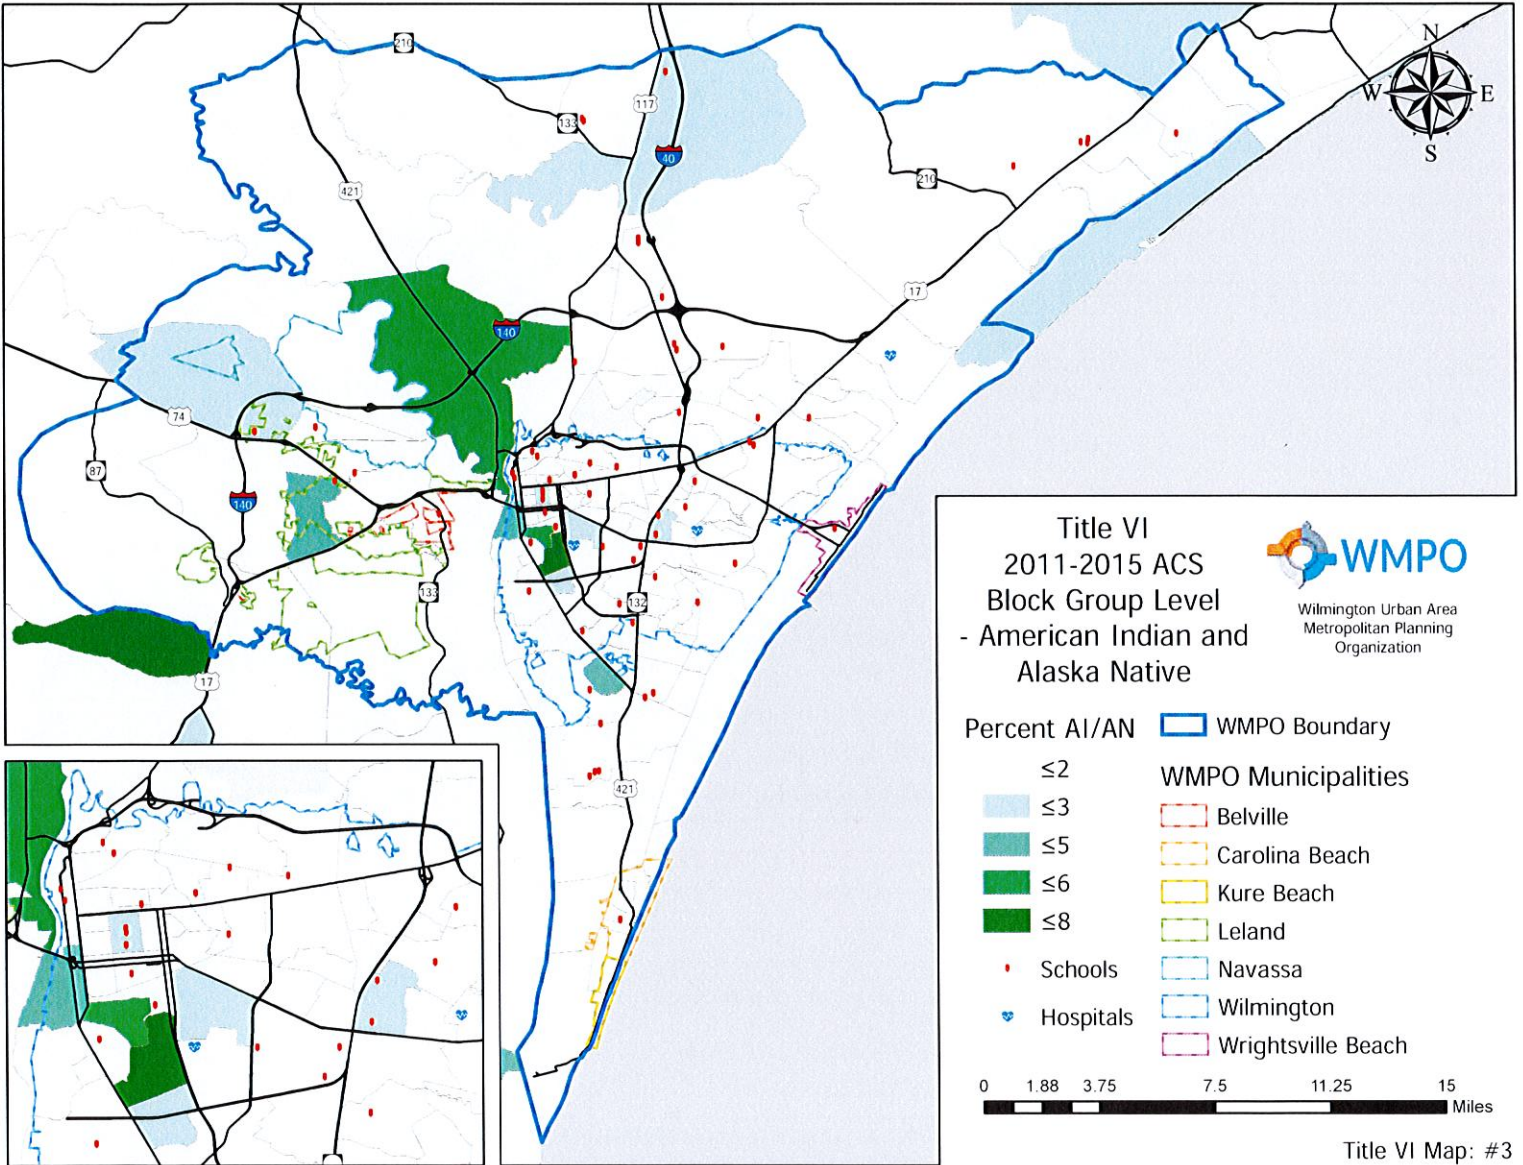 210
N
W
E
S
117
133
40
421
210
17
140
74
87
140
133
132
17
421
Title VI
2011-2015 ACS
Block Group Level
- American Indian and
Alaska Native
WMPO
Wilmington Urban Area
Metropolitan Planning
Organization
Percent AI/AN
≤2
≤3
≤5
≤6
≤8
Schools
Hospitals
WMPO Boundary
WMPO Municipalities
Belville
Carolina Beach
Kure Beach
Leland
Navassa
Wilmington
Wrightsville Beach
0 1.88 3.75 7.5 11.25 15
Miles
Title VI Map: #3